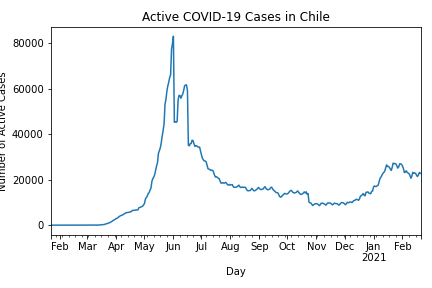 Active COVID-19 Cases in Chile
Number of Active Cases
80000
60000
40000
20000
0
Feb Mar Apr May Jun Jul Aug Sep Oct Nov Dec Jan Feb
2021
Day